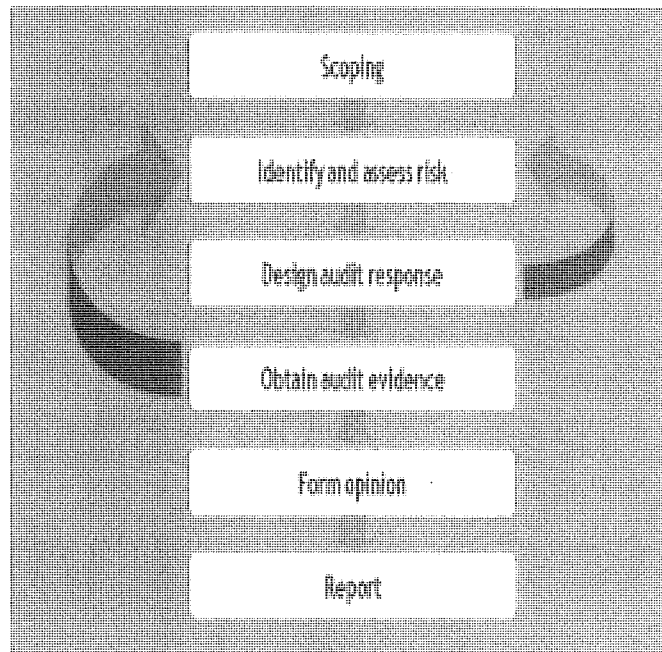 Scoping
Identify and assess risk
Design audit response
Obtain audit evidence
Form opinion
Report